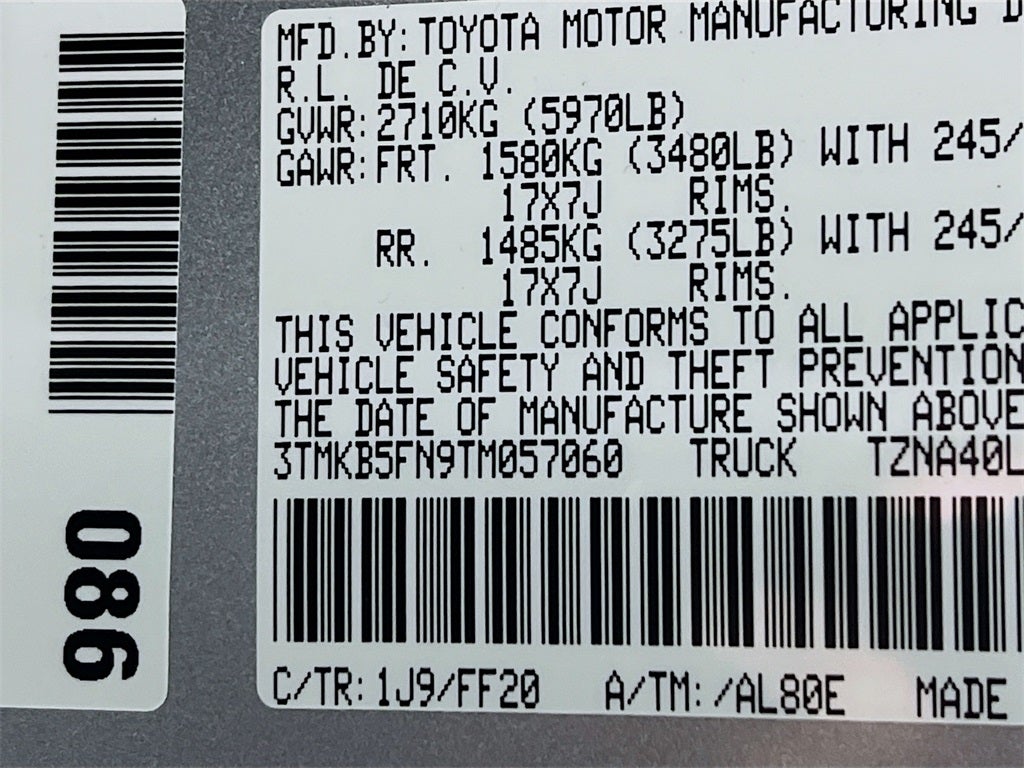 MFD.BY:TOYOTA MOTOR MANUFACTURING D
R.L. DE C.V.
GVWR:2710KG (5970LB)
GAWR:FRT. 1580KG (3480LB) WITH 245/
17X7J RIMS.
RR. 1485KG (3275LB) WITH 245/
17X7J RIMS.
THIS VEHICLE CONFORMS TO ALL APPLIC
VEHICLE SAFETY AND THEFT PREVENTION
THE DATE OF MANUFACTURE SHOWN ABOVE
3TMKB5FN9TM057060 TRUCK TZNA40L
C/TR:1J9/FF20 A/TM:/AL80E MADE
980